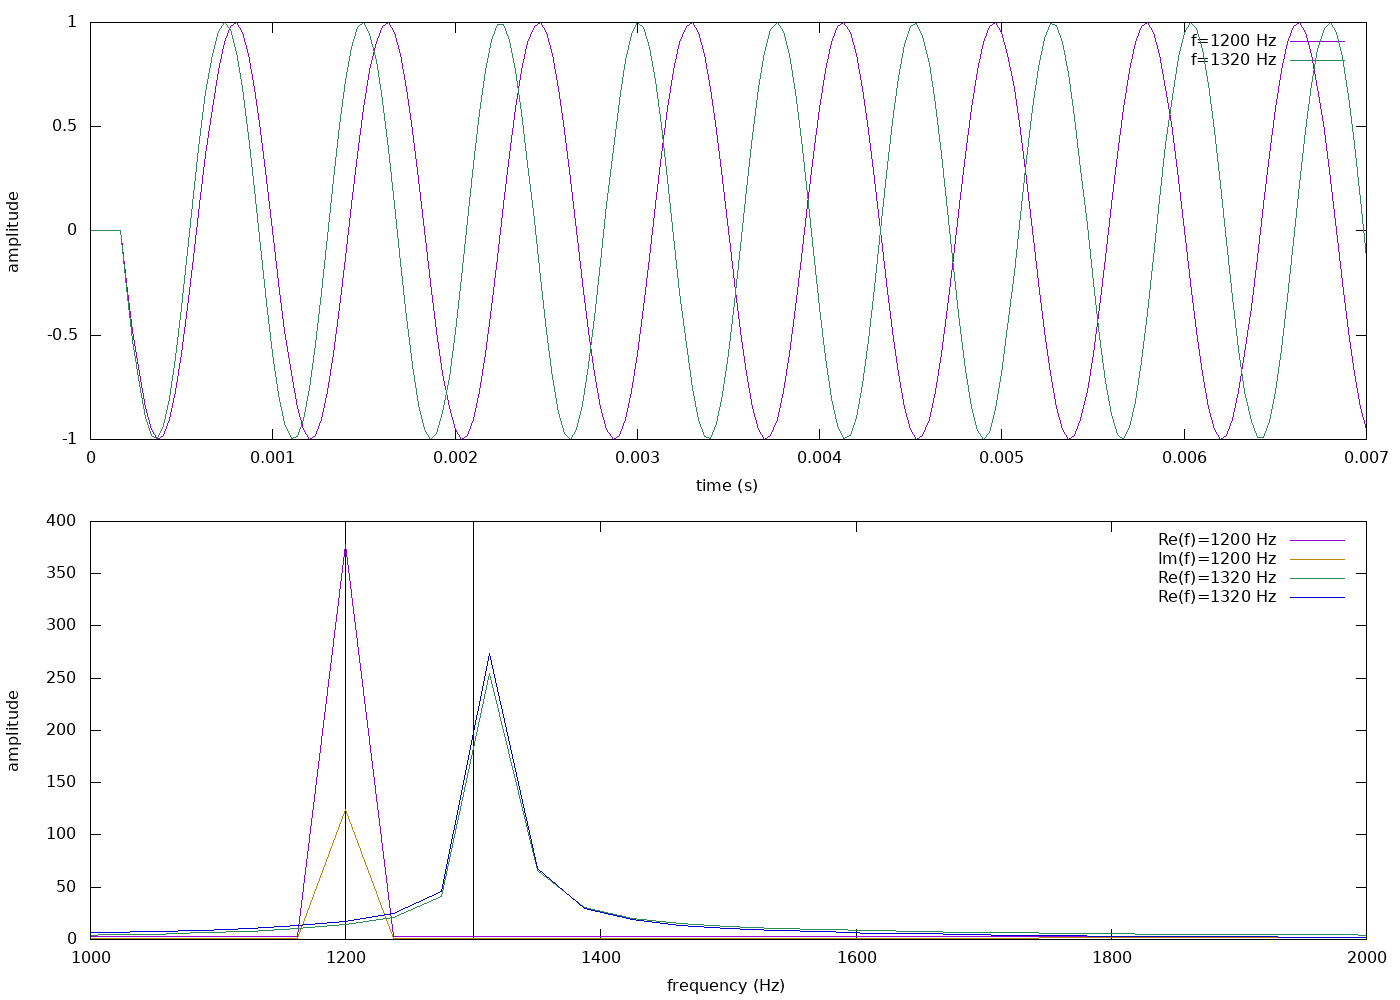 1
0.5
0
-0.5
-1
amplitude
f=1200 Hz
f=1320 Hz
0 0.001 0.002 0.003 0.004 0.005 0.006 0.007
time (s)
400
350
300
250
200
150
100
50
0
amplitude
Re(f)=1200 Hz
Im(f)=1200 Hz
Re(f)=1320 Hz
Re(f)=1320 Hz
1000 1200 1400 1600 1800 2000
frequency (Hz)